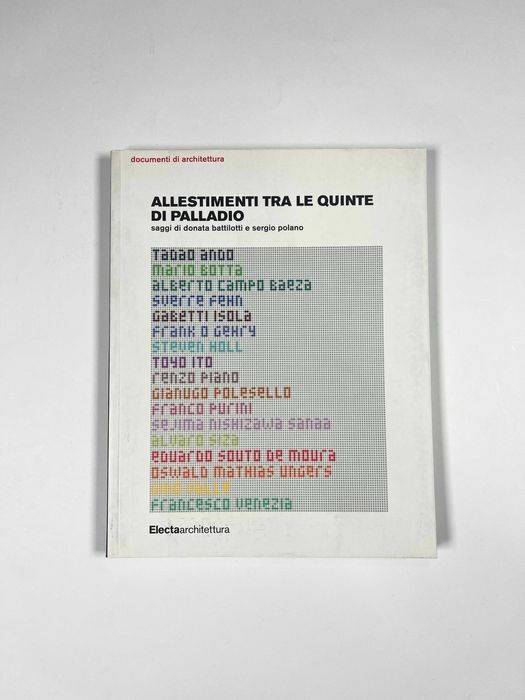 documenti di architettura
ALLESTIMENTI TRA LE QUINTE
DI PALLADIO
saggi di donata battilotti e sergio polano
tadao ando
mario botta
alberto campo baeza
sverre fehn
gabetti isola
frank o gehry
steven holl
toyo ito
renzo piano
gianugo polesello
franco purini
sejima nishizawa sanaa
alvaro siza
eduardo souto de moura
oswald mathias ungers
gino valle
francesco venezia
Electaarchitettura